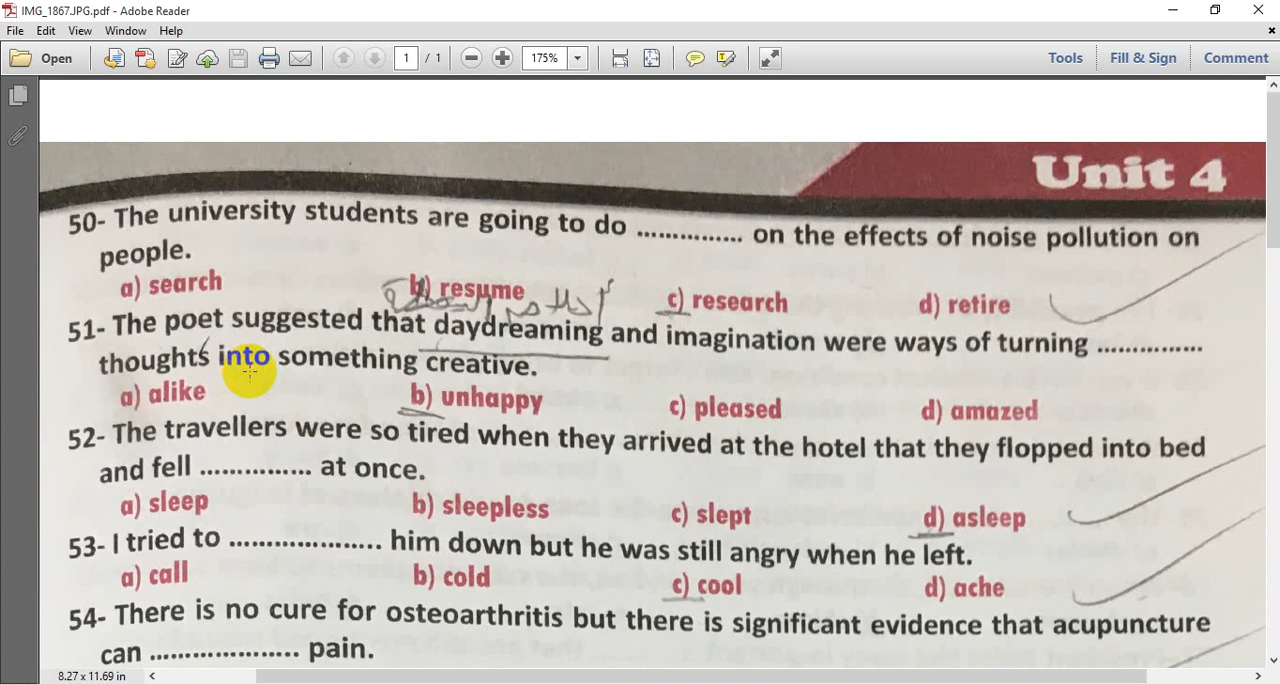 IMG_1867.JPG.pdf - Adobe Reader
File Edit View Window Help
Open 1 / 1 175% Tools Fill & Sign Comment
Unit 4
50- The university students are going to do ............... on the effects of noise pollution on
people.
a) search b) resume c) research d) retire
51- The poet suggested that daydreaming and imagination were ways of turning ...............
thoughts into something creative.
a) alike b) unhappy c) pleased d) amazed
52- The travellers were so tired when they arrived at the hotel that they flopped into bed
and fell ............... at once.
a) sleep b) sleepless c) slept d) asleep
53- I tried to .................... him down but he was still angry when he left.
a) call b) cold c) cool d) ache
54- There is no cure for osteoarthritis but there is significant evidence that acupuncture
can .................... pain.
8.27 x 11.69 in